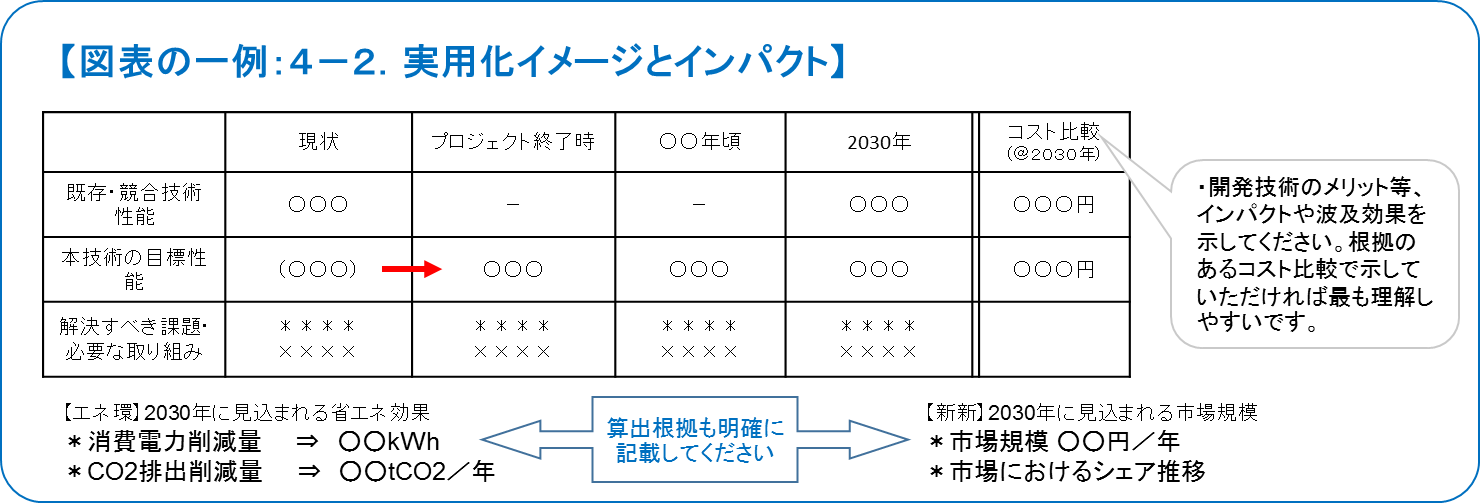 【図表の一例：４－２．実用化イメージとインパクト】
現状
プロジェクト終了時
〇〇年頃
2030年
コスト比較
(＠２０３０年)
既存・競合技術
性能
〇〇〇
－
－
〇〇〇
〇〇〇円
本技術の目標性
能
(〇〇〇)
〇〇〇
〇〇〇
〇〇〇
〇〇〇円
解決すべき課題・
必要な取り組み
＊＊＊＊
××××
＊＊＊＊
××××
＊＊＊＊
××××
＊＊＊＊
××××
・開発技術のメリット等、
インパクトや波及効果を
示してください。根拠の
あるコスト比較で示して
いただければ最も理解し
やすいです。
【エネ環】2030年に見込まれる省エネ効果
＊消費電力削減量　⇒　〇〇kWh
＊CO2排出削減量　⇒　〇〇tCO2／年
算出根拠も明確に
記載してください
【新新】2030年に見込まれる市場規模
＊市場規模 〇〇円／年
＊市場におけるシェア推移